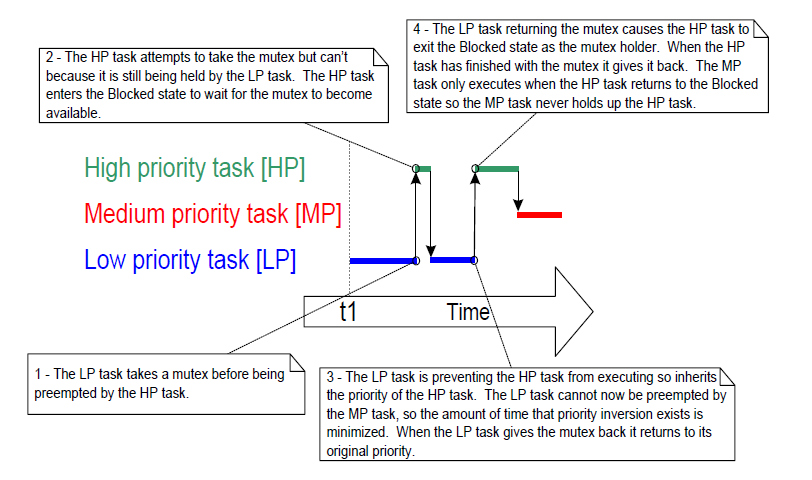 4 - The LP task returning the mutex causes the HP task to
exit the Blocked state as the mutex holder.  When the HP
task has finished with the mutex it gives it back.  The MP
task only executes when the HP task returns to the Blocked
state so the MP task never holds up the HP task.
2 - The HP task attempts to take the mutex but can't
because it is still being held by the LP task.  The HP task
enters the Blocked state to wait for the mutex to become
available.
High priority task [HP]
Medium priority task [MP]
Low priority task [LP]
t1 Time
1 - The LP task takes a mutex before being
preempted by the HP task.
3 - The LP task is preventing the HP task from executing so inherits
the priority of the HP task.  The LP task cannot now be preempted by
the MP task, so the amount of time that priority inversion exists is
minimized.  When the LP task gives the mutex back it returns to its
original priority.